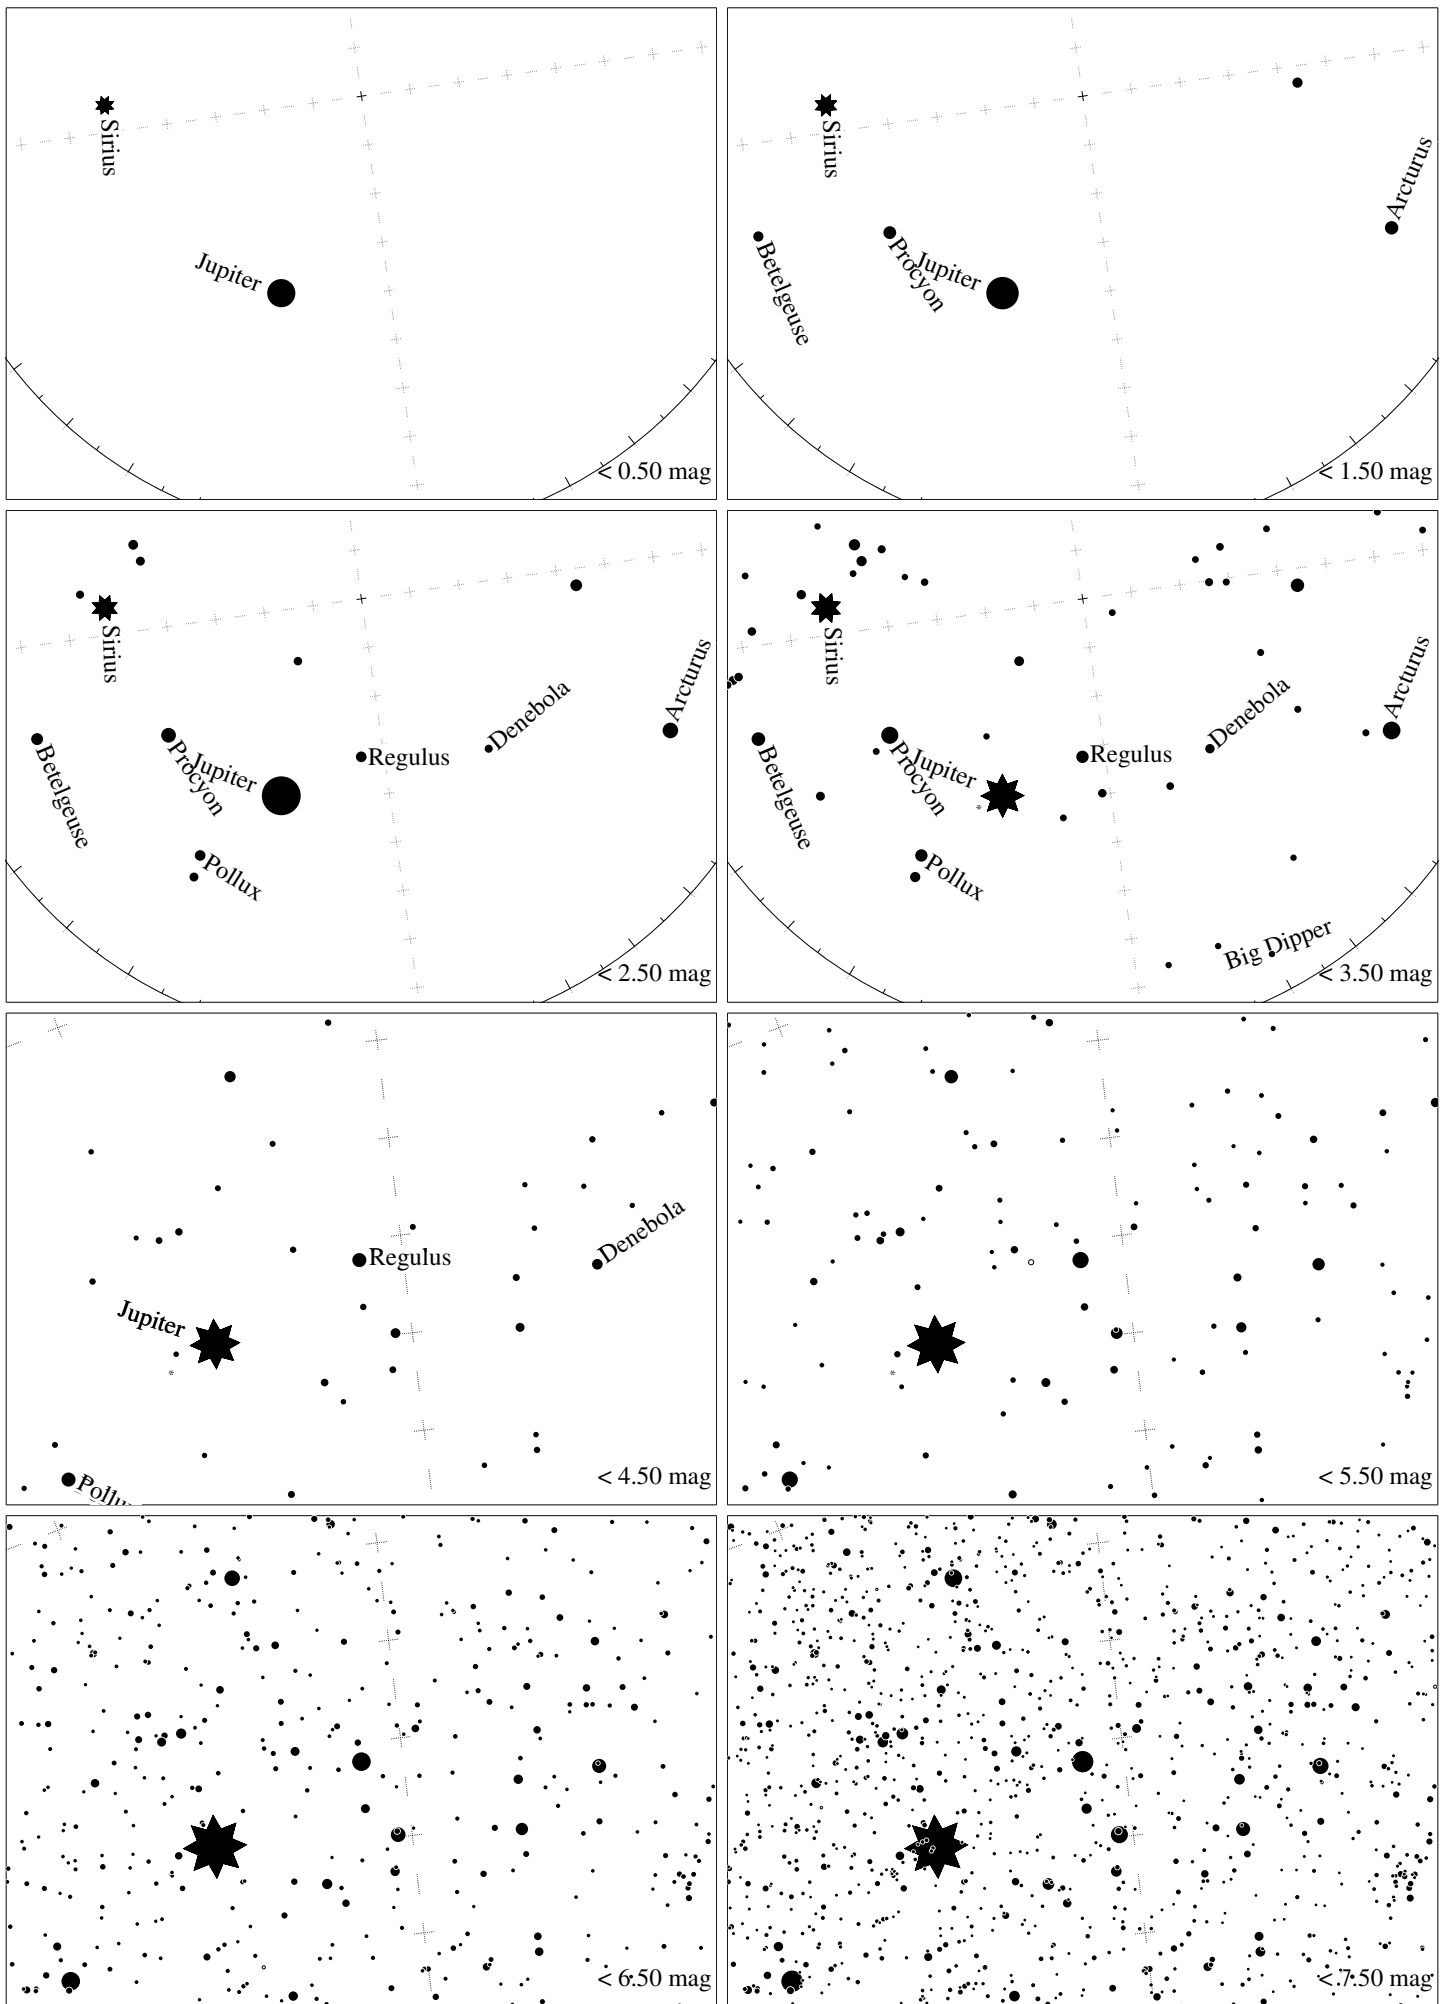 Sirius
Jupiter
< 0.50 mag
Sirius
Arcturus
Procyon
Jupiter
Betelgeuse
< 1.50 mag
Sirius
Arcturus
Denebola
Betelgeuse
Procyon
Jupiter
Regulus
Pollux
< 2.50 mag
Sirius
Arcturus
Denebola
Betelgeuse
Procyon
Jupiter
Regulus
Pollux
Big Dipper
< 3.50 mag
Denebola
Regulus
Jupiter
Pollu
< 4.50 mag
< 5.50 mag
< 6.50 mag
< 7.50 mag